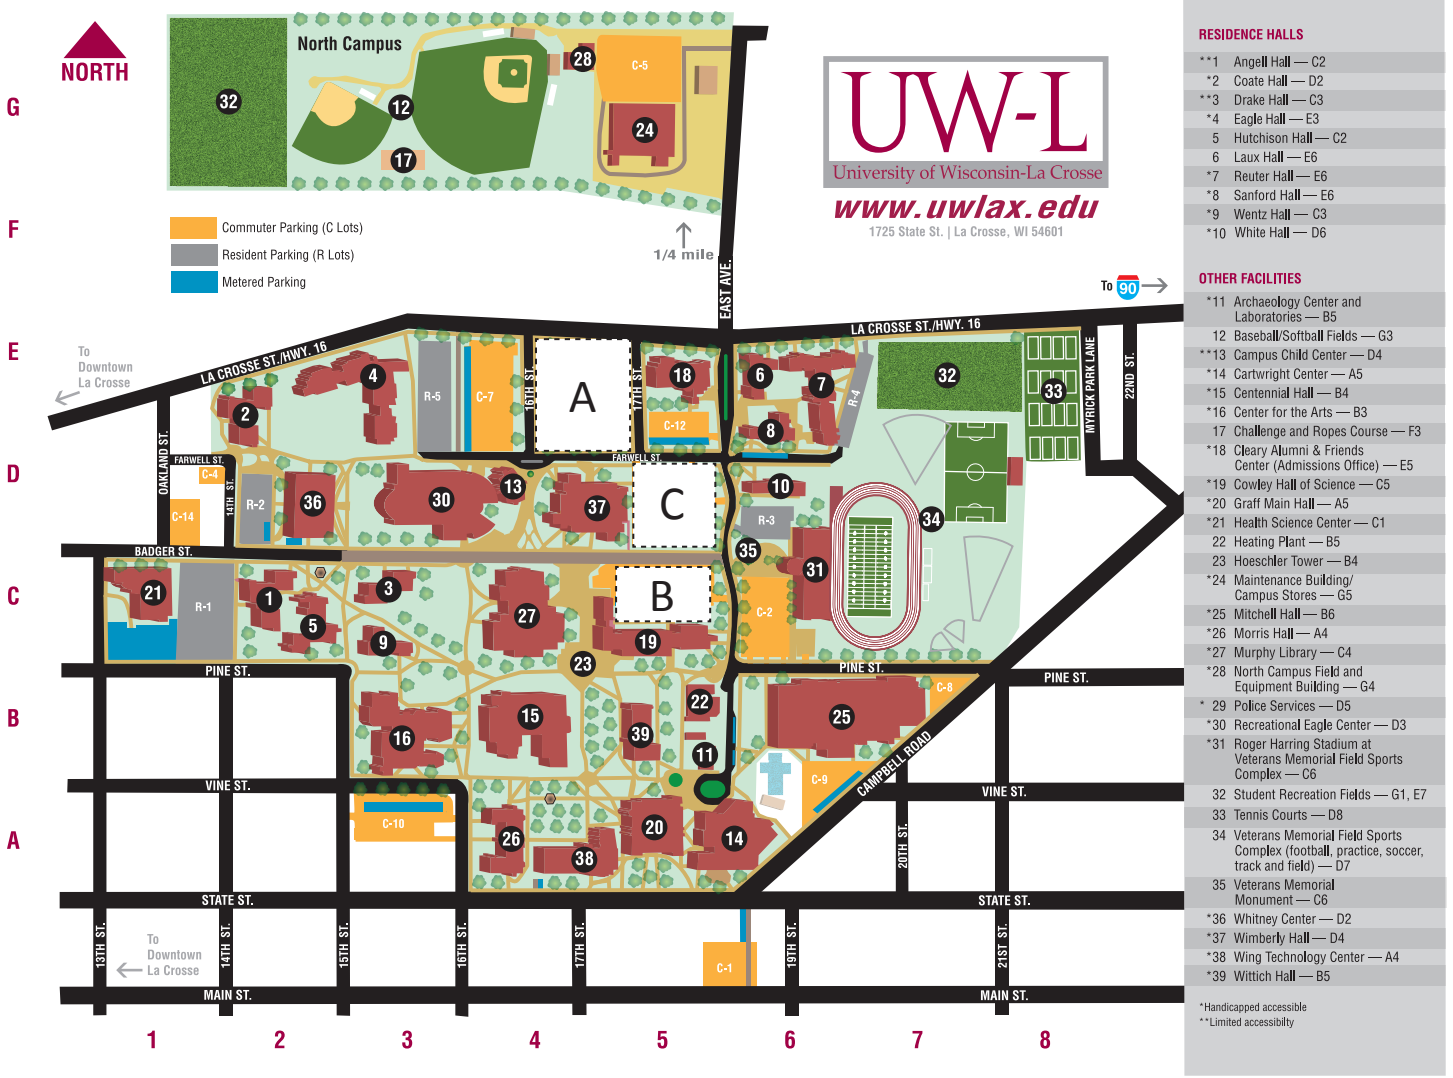 NORTH
North Campus
32
12
17
28
C-5
24
UW-L
University of Wisconsin-La Crosse
www.uwlax.edu
1725 State St. | La Crosse, WI 54601
Commuter Parking (C Lots)
Resident Parking (R Lots)
Metered Parking
1/4 mile
EAST AVE.
To 90
G
F
E
D
C
B
A
To
Downtown
La Crosse
LA CROSSE ST./HWY. 16
LA CROSSE ST./HWY. 16
4
2
R-5
C-7
16TH ST.
A
17TH ST.
18
C-12
6
7
8
R-4
32
33
MYRICK PARK LANE
22ND ST.
OAKLAND ST.
FARWELL ST.
FARWELL ST.
C-4
14TH ST.
C-14
R-2
36
30
13
37
C
10
R-3
34
35
31
BADGER ST.
21
R-1
1
5
3
9
27
B
19
23
C-2
PINE ST.
PINE ST.
PINE ST.
16
15
39
22
11
25
C-8
C-9
CAMPBELL ROAD
VINE ST.
VINE ST.
C-10
26
38
20
14
20TH ST.
STATE ST.
STATE ST.
13TH ST.
14TH ST.
15TH ST.
16TH ST.
17TH ST.
19TH ST.
21ST ST.
To
Downtown
La Crosse
C-1
MAIN ST.
MAIN ST.
1 2 3 4 5 6 7 8
RESIDENCE HALLS
**1 Angell Hall — C2
*2 Coate Hall — D2
**3 Drake Hall — C3
*4 Eagle Hall — E3
5 Hutchison Hall — C2
6 Laux Hall — E6
*7 Reuter Hall — E6
*8 Sanford Hall — E6
*9 Wentz Hall — C3
*10 White Hall — D6
OTHER FACILITIES
*11 Archaeology Center and
Laboratories — B5
12 Baseball/Softball Fields — G3
**13 Campus Child Center — D4
*14 Cartwright Center — A5
*15 Centennial Hall — B4
*16 Center for the Arts — B3
17 Challenge and Ropes Course — F3
*18 Cleary Alumni & Friends
Center (Admissions Office) — E5
*19 Cowley Hall of Science — C5
*20 Graff Main Hall — A5
*21 Health Science Center — C1
22 Heating Plant — B5
23 Hoeschler Tower — B4
*24 Maintenance Building/
Campus Stores — G5
*25 Mitchell Hall — B6
*26 Morris Hall — A4
*27 Murphy Library — C4
*28 North Campus Field and
Equipment Building — G4
* 29 Police Services — D5
*30 Recreational Eagle Center — D3
*31 Roger Harring Stadium at
Veterans Memorial Field Sports
Complex — C6
32 Student Recreation Fields — G1, E7
33 Tennis Courts — D8
34 Veterans Memorial Field Sports
Complex (football, practice, soccer,
track and field) — D7
35 Veterans Memorial
Monument — C6
*36 Whitney Center — D2
*37 Wimberly Hall — D4
*38 Wing Technology Center — A4
*39 Wittich Hall — B5
*Handicapped accessible
**Limited accessibilty